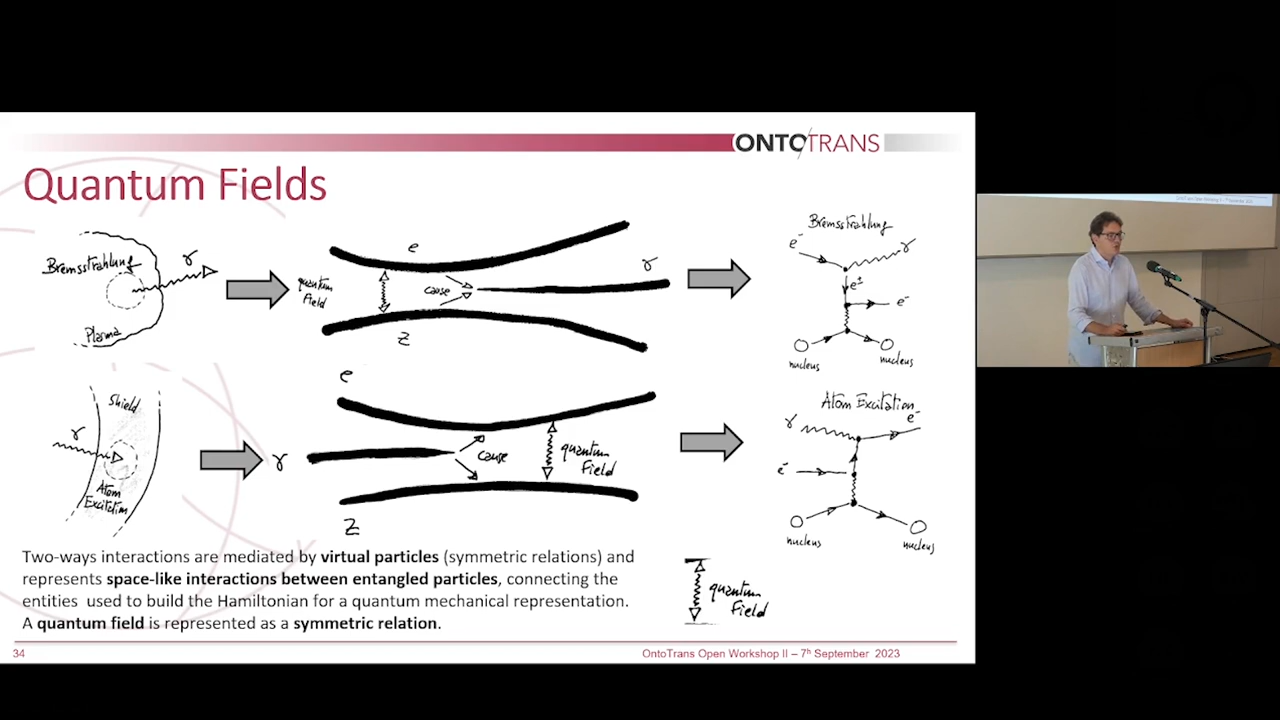 ONTOTRANS
Quantum Fields
Bremsstrahlung
γ
Plasma
e
quantum
Field
cause
γ
Z
Bremsstrahlung
e⁻
γ
e⁻
nucleus
nucleus
Shield
γ
Atom
Excitation
e
γ
cause
quantum
Field
Z
Atom Excitation
γ
e⁻
e⁻
nucleus
nucleus
Two-ways interactions are mediated by virtual particles (symmetric relations) and
represents space-like interactions between entangled particles, connecting the
entities used to build the Hamiltonian for a quantum mechanical representation.
A quantum field is represented as a symmetric relation.
quantum
Field
34
OntoTrans Open Workshop II – 7th September 2023